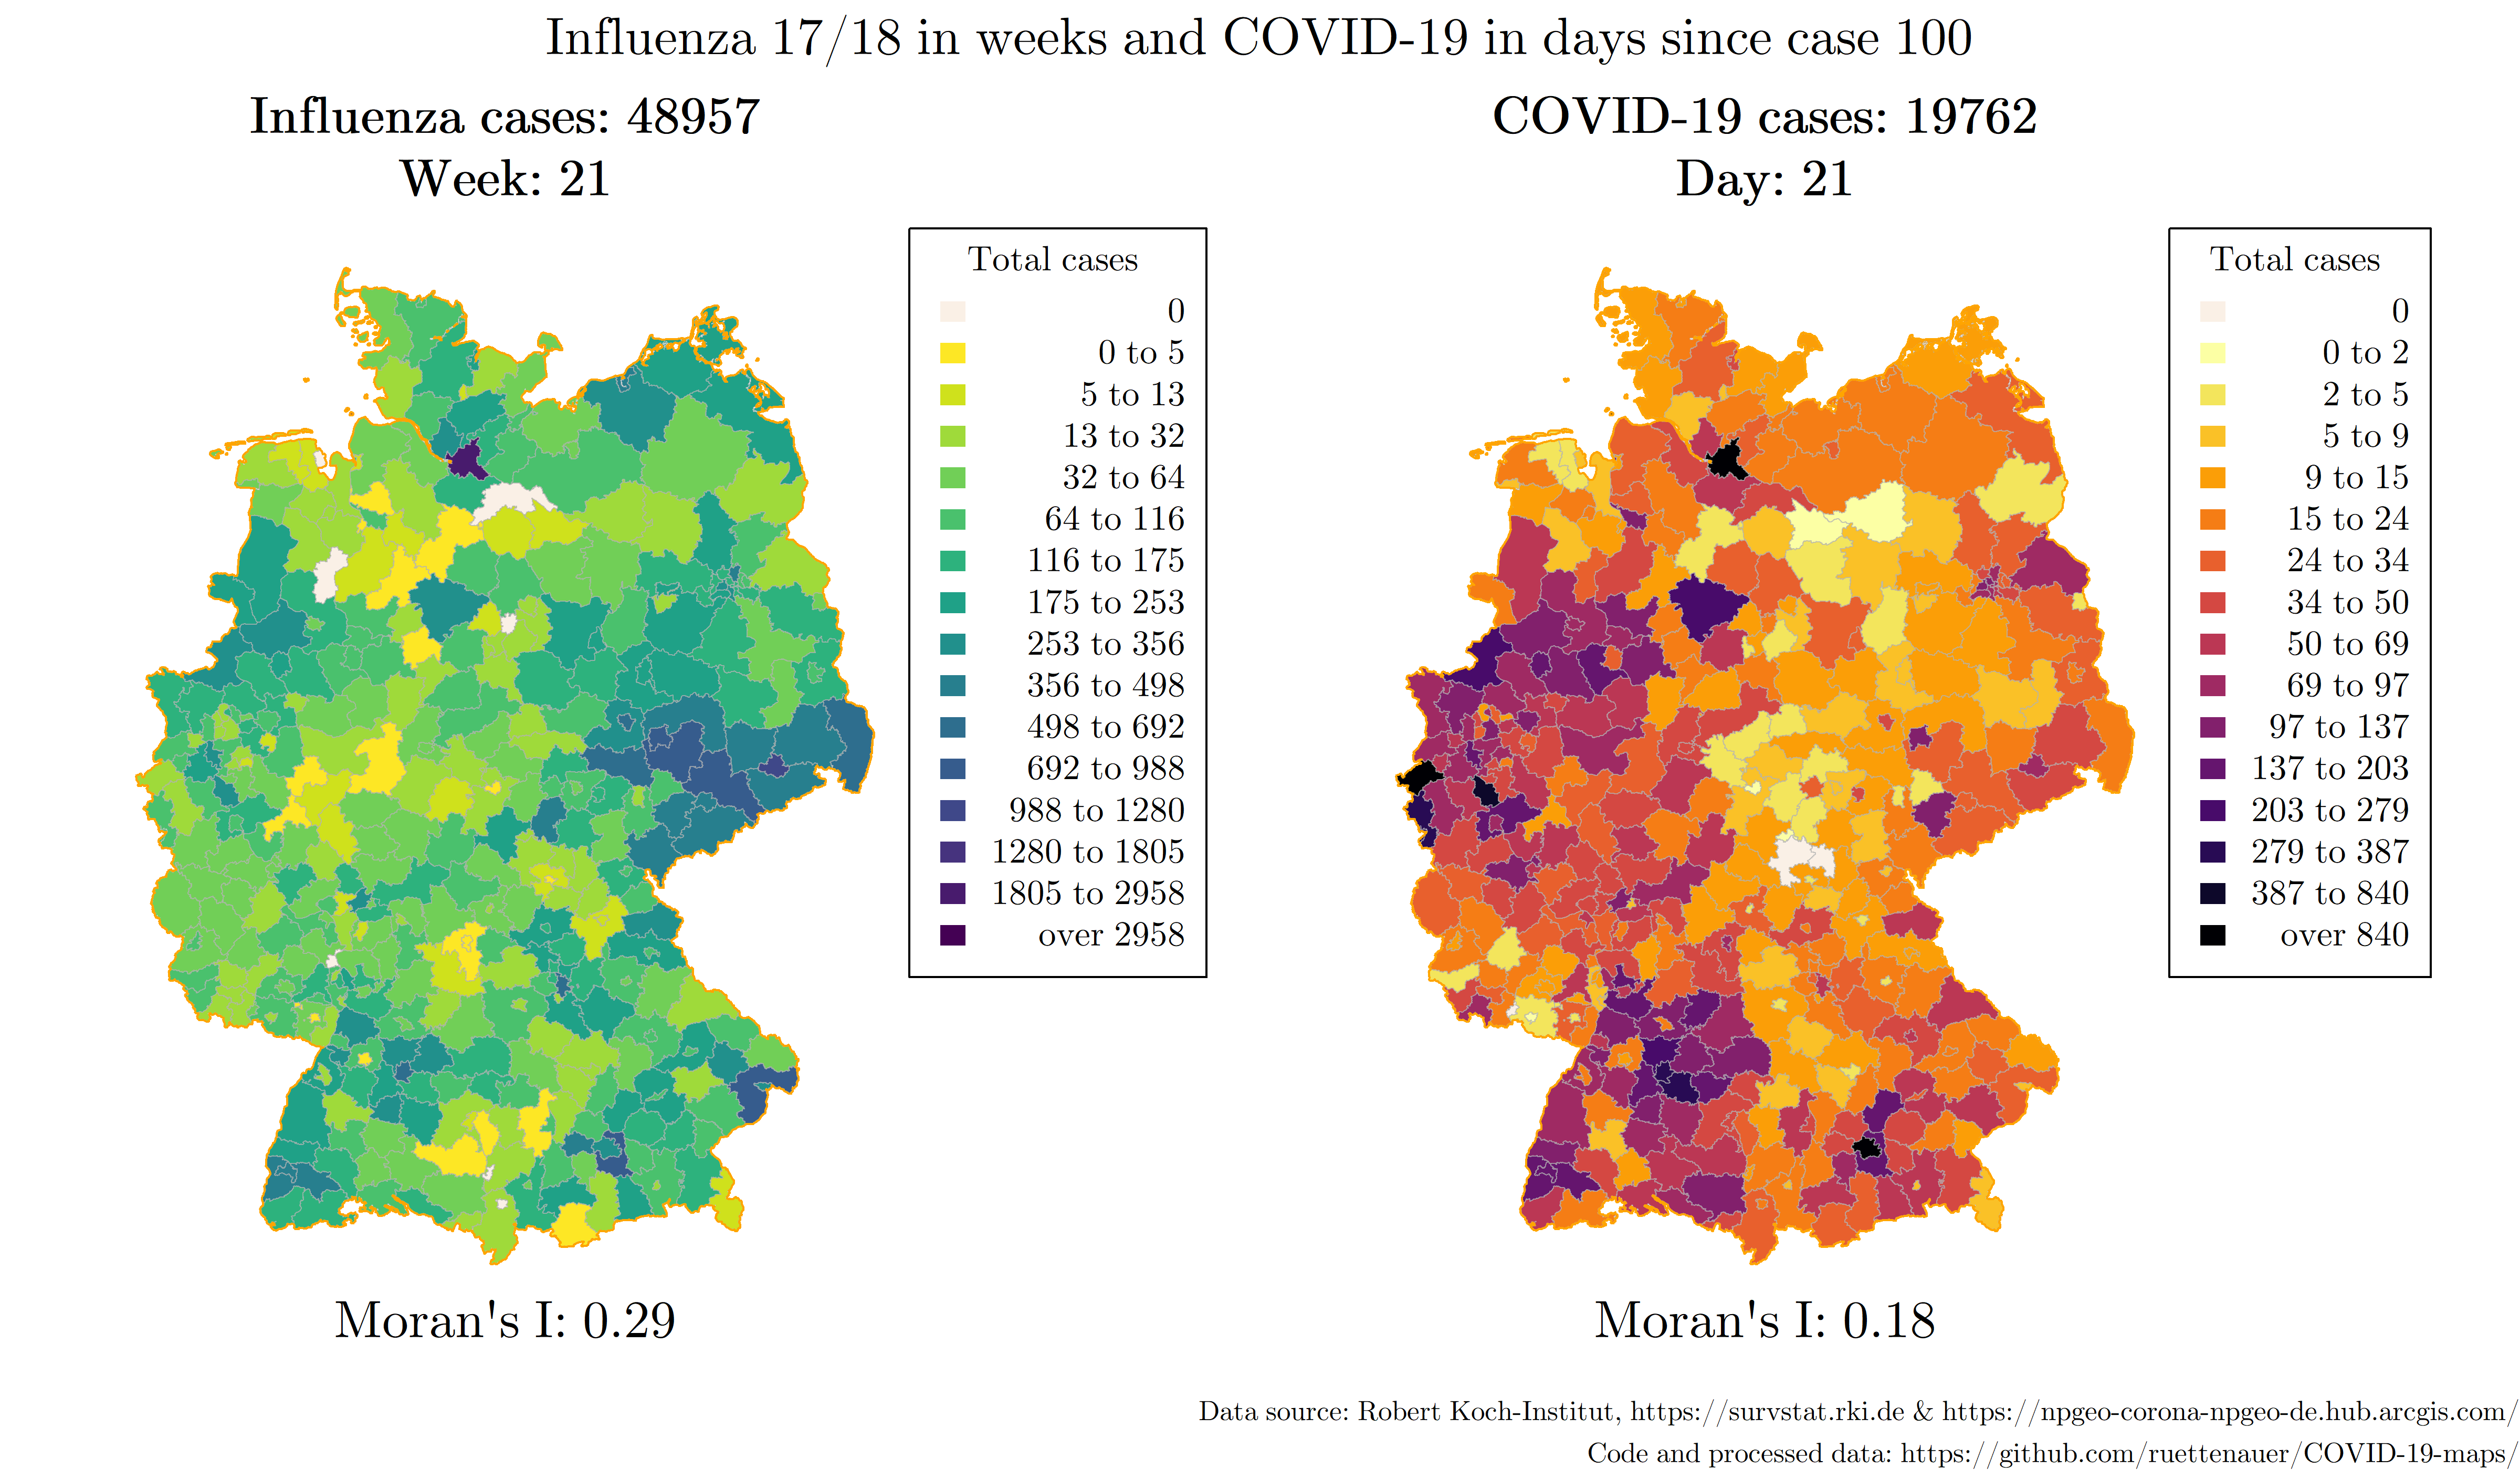 Influenza 17/18 in weeks and COVID-19 in days since case 100
Influenza cases: 48957
Week: 21
Total cases
0
0 to 5
5 to 13
13 to 32
32 to 64
64 to 116
116 to 175
175 to 253
253 to 356
356 to 498
498 to 692
692 to 988
988 to 1280
1280 to 1805
1805 to 2958
over 2958
Moran's I: 0.29
COVID-19 cases: 19762
Day: 21
Total cases
0
0 to 2
2 to 5
5 to 9
9 to 15
15 to 24
24 to 34
34 to 50
50 to 69
69 to 97
97 to 137
137 to 203
203 to 279
279 to 387
387 to 840
over 840
Moran's I: 0.18
Data source: Robert Koch-Institut, https://survstat.rki.de & https://npgeo-corona-npgeo-de.hub.arcgis.com/
Code and processed data: https://github.com/ruettenauer/COVID-19-maps/